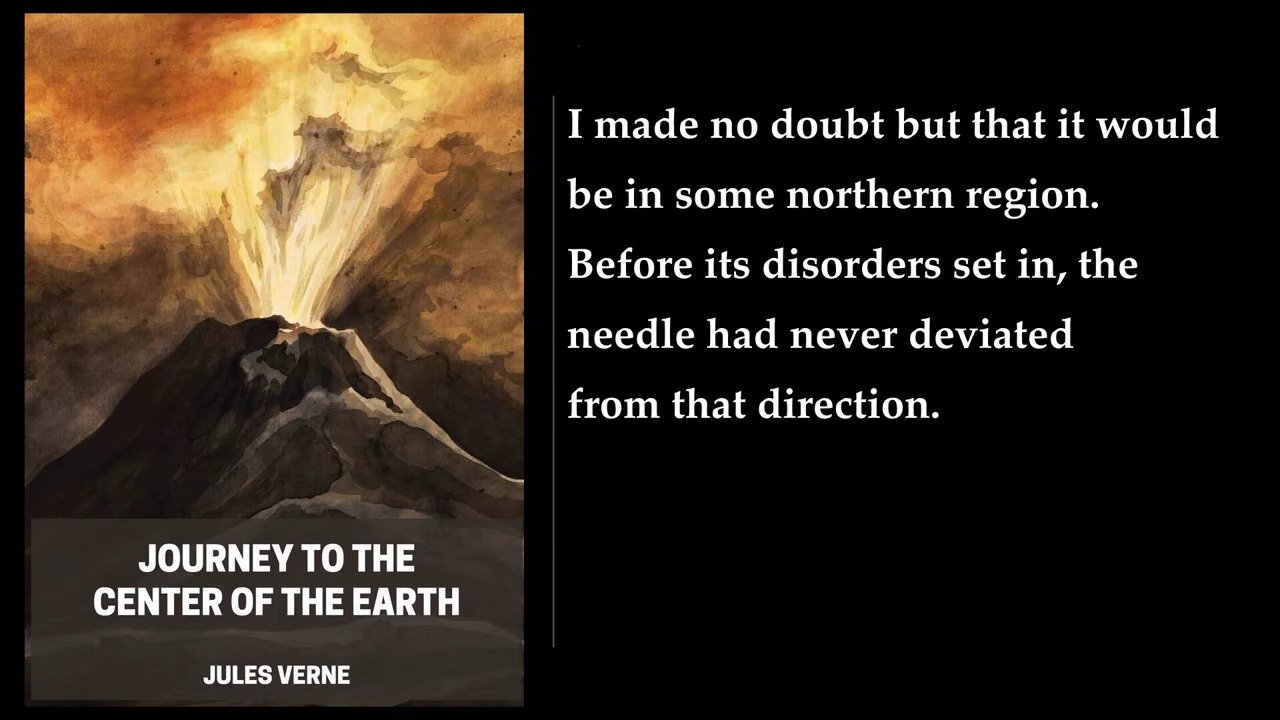 JOURNEY TO THE
CENTER OF THE EARTH
JULES VERNE
I made no doubt but that it would
be in some northern region.
Before its disorders set in, the
needle had never deviated
from that direction.